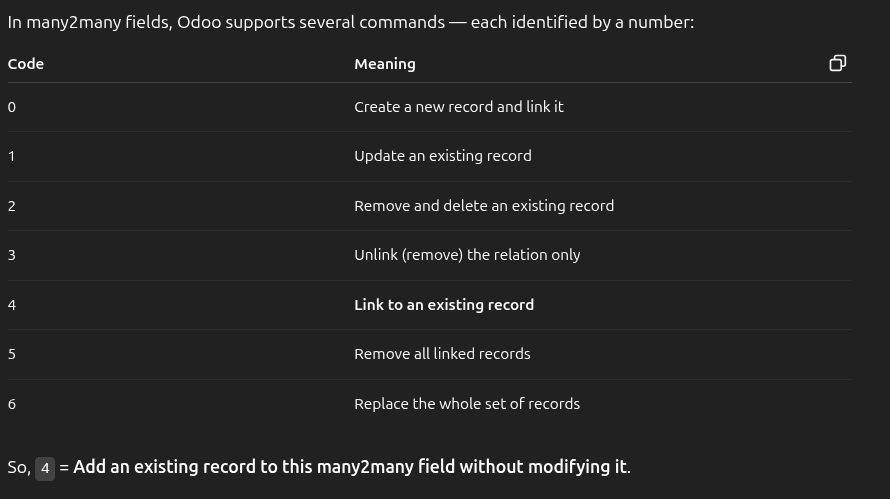 In many2many fields, Odoo supports several commands — each identified by a number:
Code Meaning
0 Create a new record and link it
1 Update an existing record
2 Remove and delete an existing record
3 Unlink (remove) the relation only
4 Link to an existing record
5 Remove all linked records
6 Replace the whole set of records
So, 4 = Add an existing record to this many2many field without modifying it.